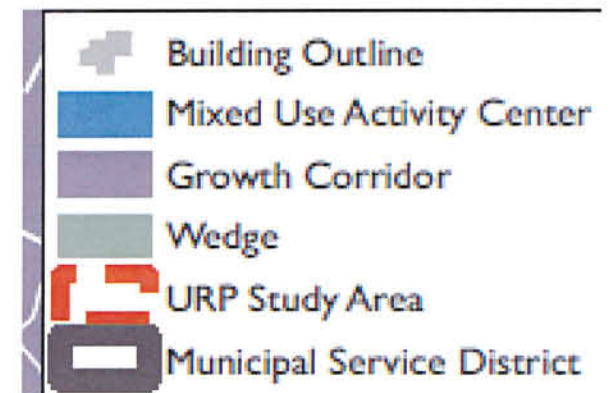 Building Outline
Mixed Use Activity Center
Growth Corridor
Wedge
URP Study Area
Municipal Service District